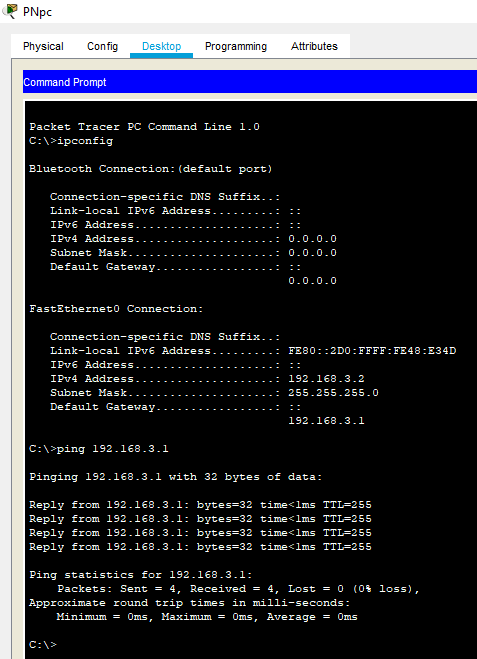 PNpc
Physical Config Desktop Programming Attributes
Command Prompt
Packet Tracer PC Command Line 1.0
C:\>ipconfig
Bluetooth Connection:(default port)
Connection-specific DNS Suffix..:
Link-local IPv6 Address.........: ::
IPv6 Address....................: ::
IPv4 Address....................: 0.0.0.0
Subnet Mask.....................: 0.0.0.0
Default Gateway.................: ::
0.0.0.0
FastEthernet0 Connection:
Connection-specific DNS Suffix..:
Link-local IPv6 Address.........: FE80::2D0:FFFF:FE48:E34D
IPv6 Address....................: ::
IPv4 Address....................: 192.168.3.2
Subnet Mask.....................: 255.255.255.0
Default Gateway.................: ::
192.168.3.1
C:\>ping 192.168.3.1
Pinging 192.168.3.1 with 32 bytes of data:
Reply from 192.168.3.1: bytes=32 time<1ms TTL=255
Reply from 192.168.3.1: bytes=32 time<1ms TTL=255
Reply from 192.168.3.1: bytes=32 time<1ms TTL=255
Reply from 192.168.3.1: bytes=32 time<1ms TTL=255
Ping statistics for 192.168.3.1:
Packets: Sent = 4, Received = 4, Lost = 0 (0% loss),
Approximate round trip times in milli-seconds:
Minimum = 0ms, Maximum = 0ms, Average = 0ms
C:\>